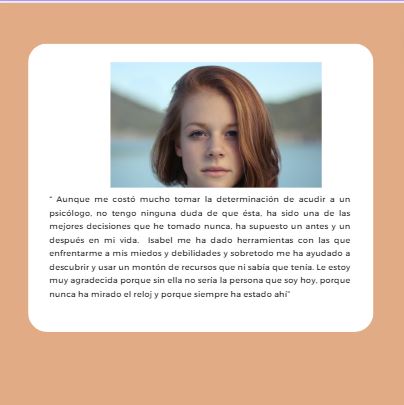 " Aunque me costó mucho tomar la determinación de acudir a un
psicólogo, no tengo ninguna duda de que ésta, ha sido una de las
mejores decisiones que he tomado nunca, ha supuesto un antes y un
después en mi vida. Isabel me ha dado herramientas con las que
enfrentarme a mis miedos y debilidades y sobretodo me ha ayudado a
descubrir y usar un montón de recursos que ni sabía que tenía. Le estoy
muy agradecida porque sin ella no sería la persona que soy hoy, porque
nunca ha mirado el reloj y porque siempre ha estado ahí"